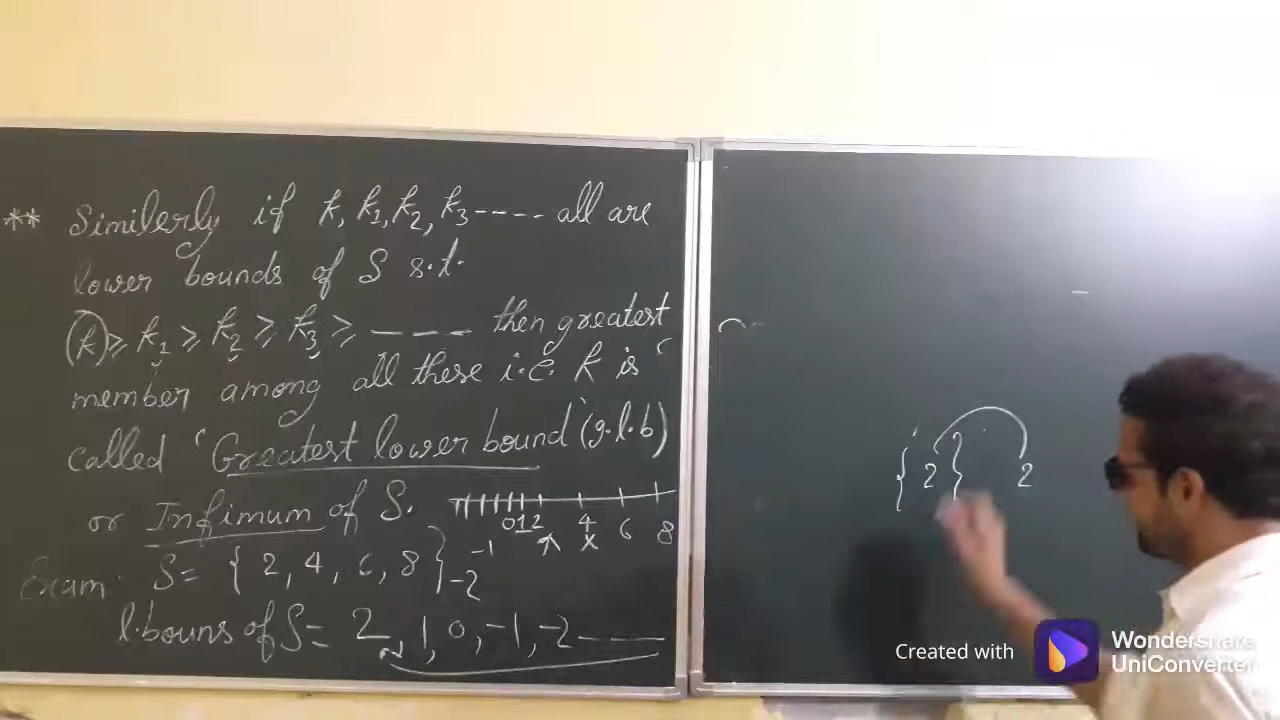 ** Similerly if k, k1, k2, k3 ---- all are
lower bounds of S s.t.
k ≥ k1 ≥ k2 ≥ k3 ≥ ---- then greatest
member among all these i.e. k is
called "Greatest lower bound" (g.l.b)
or Infimum of S.
-2 -1 0 1 2 4 6 8
x
Exam: S = { 2, 4, 6, 8 }
l.bouns of S = 2, 1, 0, -1, -2 ----
{ 2 } 2
Created with Wondershare
UniConverter